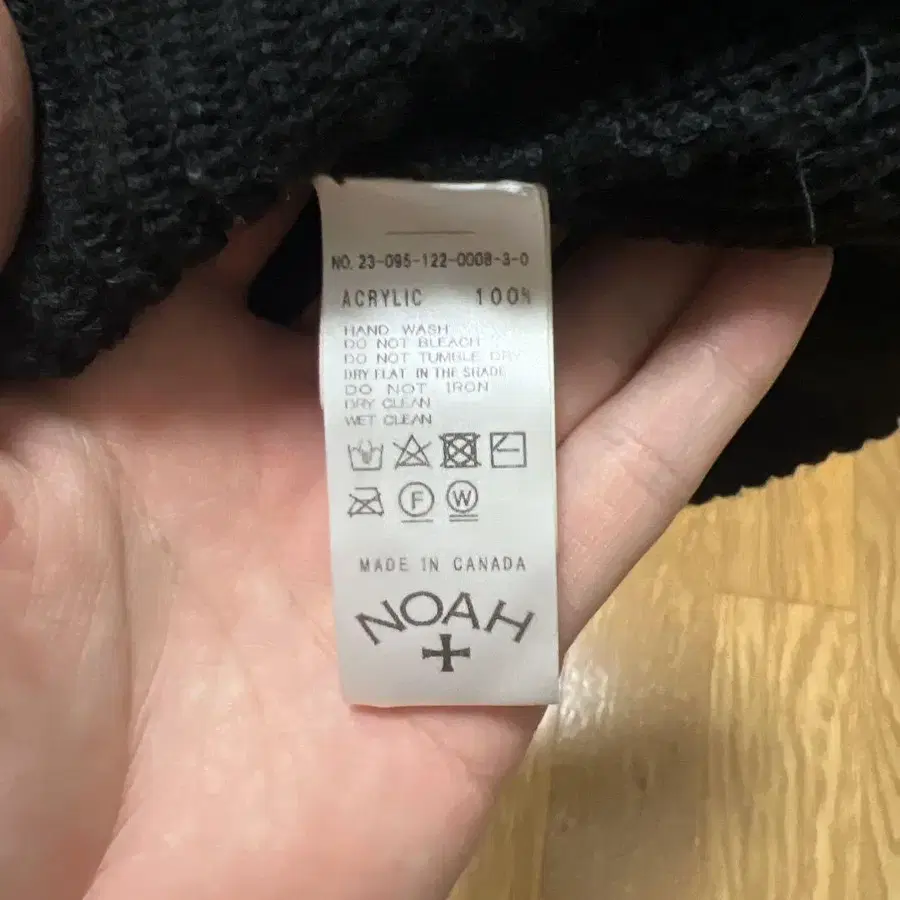 NO. 23-095-122-0008-3-0
ACRYLIC 100%
HAND WASH
DO NOT BLEACH
DO NOT TUMBLE DRY
DRY FLAT IN THE SHADE
DO NOT IRON
DRY CLEAN
WET CLEAN
F W
MADE IN CANADA
NOAH